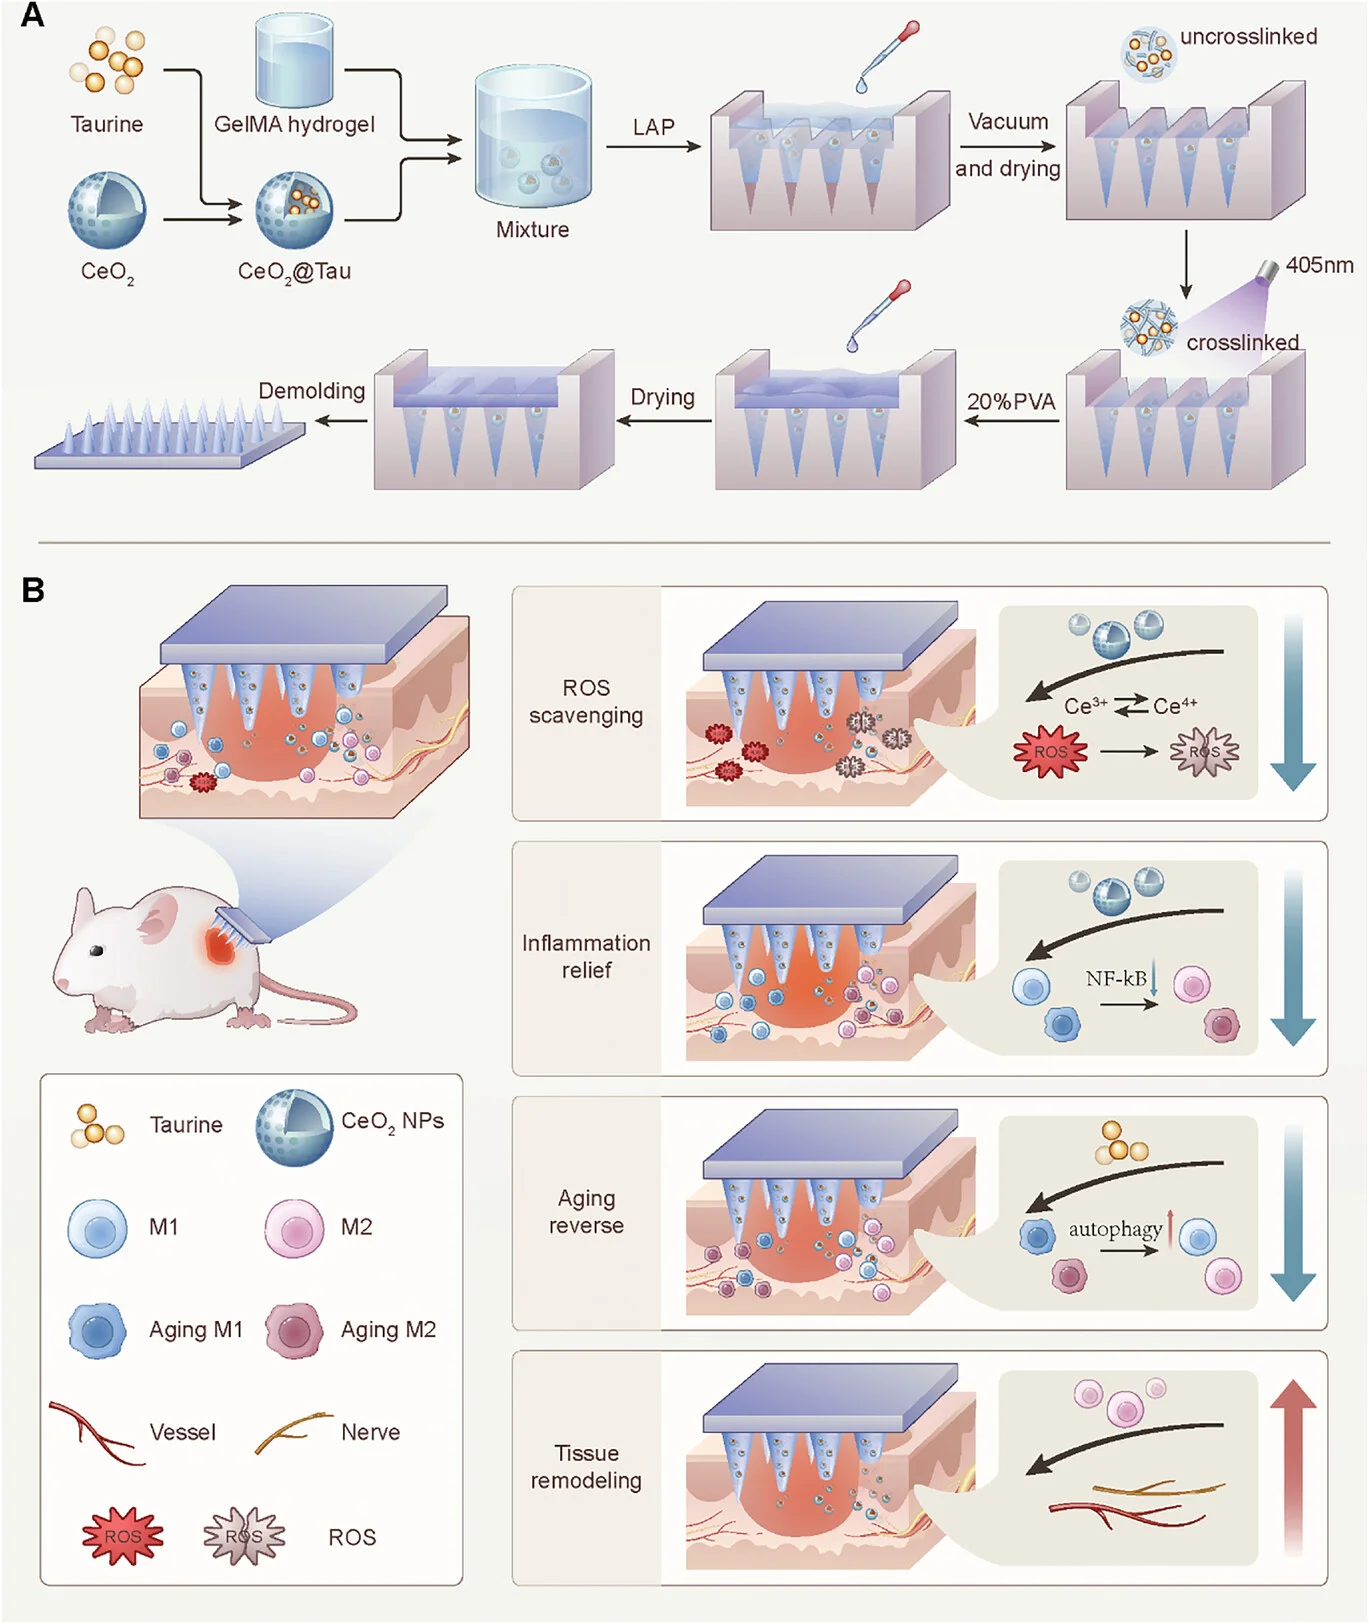 A
Taurine
GelMA hydrogel
CeO2
CeO2@Tau
Mixture
LAP
Vacuum
and drying
uncrosslinked
405nm
crosslinked
20%PVA
Drying
Demolding
B
ROS
scavenging
Ce3+ ⇌ Ce4+
ROS
ROS
Inflammation
relief
NF-kB
Aging
reverse
autophagy
Tissue
remodeling
Taurine
CeO2 NPs
M1
M2
Aging M1
Aging M2
Vessel
Nerve
ROS
ROS
ROS